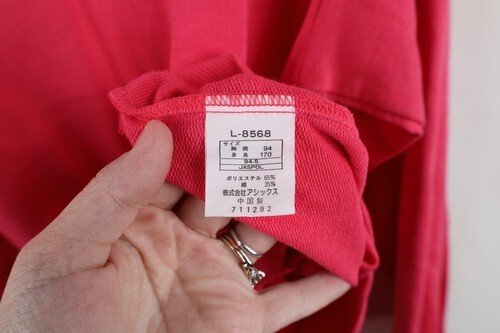 L-8568
サイズ
胸囲 94
身長 170
94-5
JASPOL
ポリエステル 65%
綿 35%
株式会社アシックス
中国製
711292